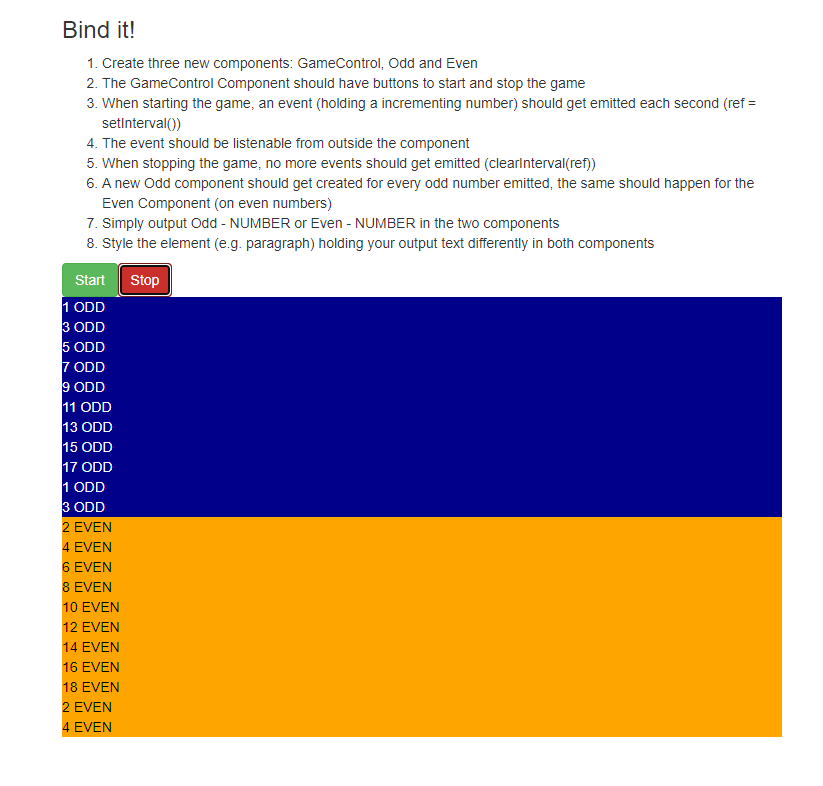 Bind it!
1. Create three new components: GameControl, Odd and Even
2. The GameControl Component should have buttons to start and stop the game
3. When starting the game, an event (holding a incrementing number) should get emitted each second (ref =
setInterval())
4. The event should be listenable from outside the component
5. When stopping the game, no more events should get emitted (clearInterval(ref))
6. A new Odd component should get created for every odd number emitted, the same should happen for the
Even Component (on even numbers)
7. Simply output Odd - NUMBER or Even - NUMBER in the two components
8. Style the element (e.g. paragraph) holding your output text differently in both components
Start Stop
1 ODD
3 ODD
5 ODD
7 ODD
9 ODD
11 ODD
13 ODD
15 ODD
17 ODD
1 ODD
3 ODD
2 EVEN
4 EVEN
6 EVEN
8 EVEN
10 EVEN
12 EVEN
14 EVEN
16 EVEN
18 EVEN
2 EVEN
4 EVEN